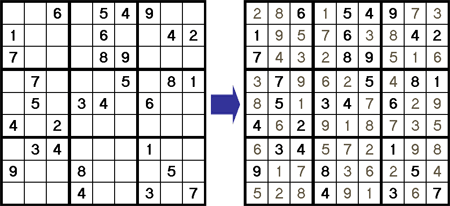 6 5 4 9
1 6 4 2
7 8 9
7 5 8 1
5 3 4 6
4 2
3 4 1
9 8 5
4 3 7
2 8 6 1 5 4 9 7 3
1 9 5 7 6 3 8 4 2
7 4 3 2 8 9 5 1 6
3 7 9 6 2 5 4 8 1
8 5 1 3 4 7 6 2 9
4 6 2 9 1 8 7 3 5
6 3 4 5 7 2 1 9 8
9 1 7 8 3 6 2 5 4
5 2 8 4 9 1 3 6 7